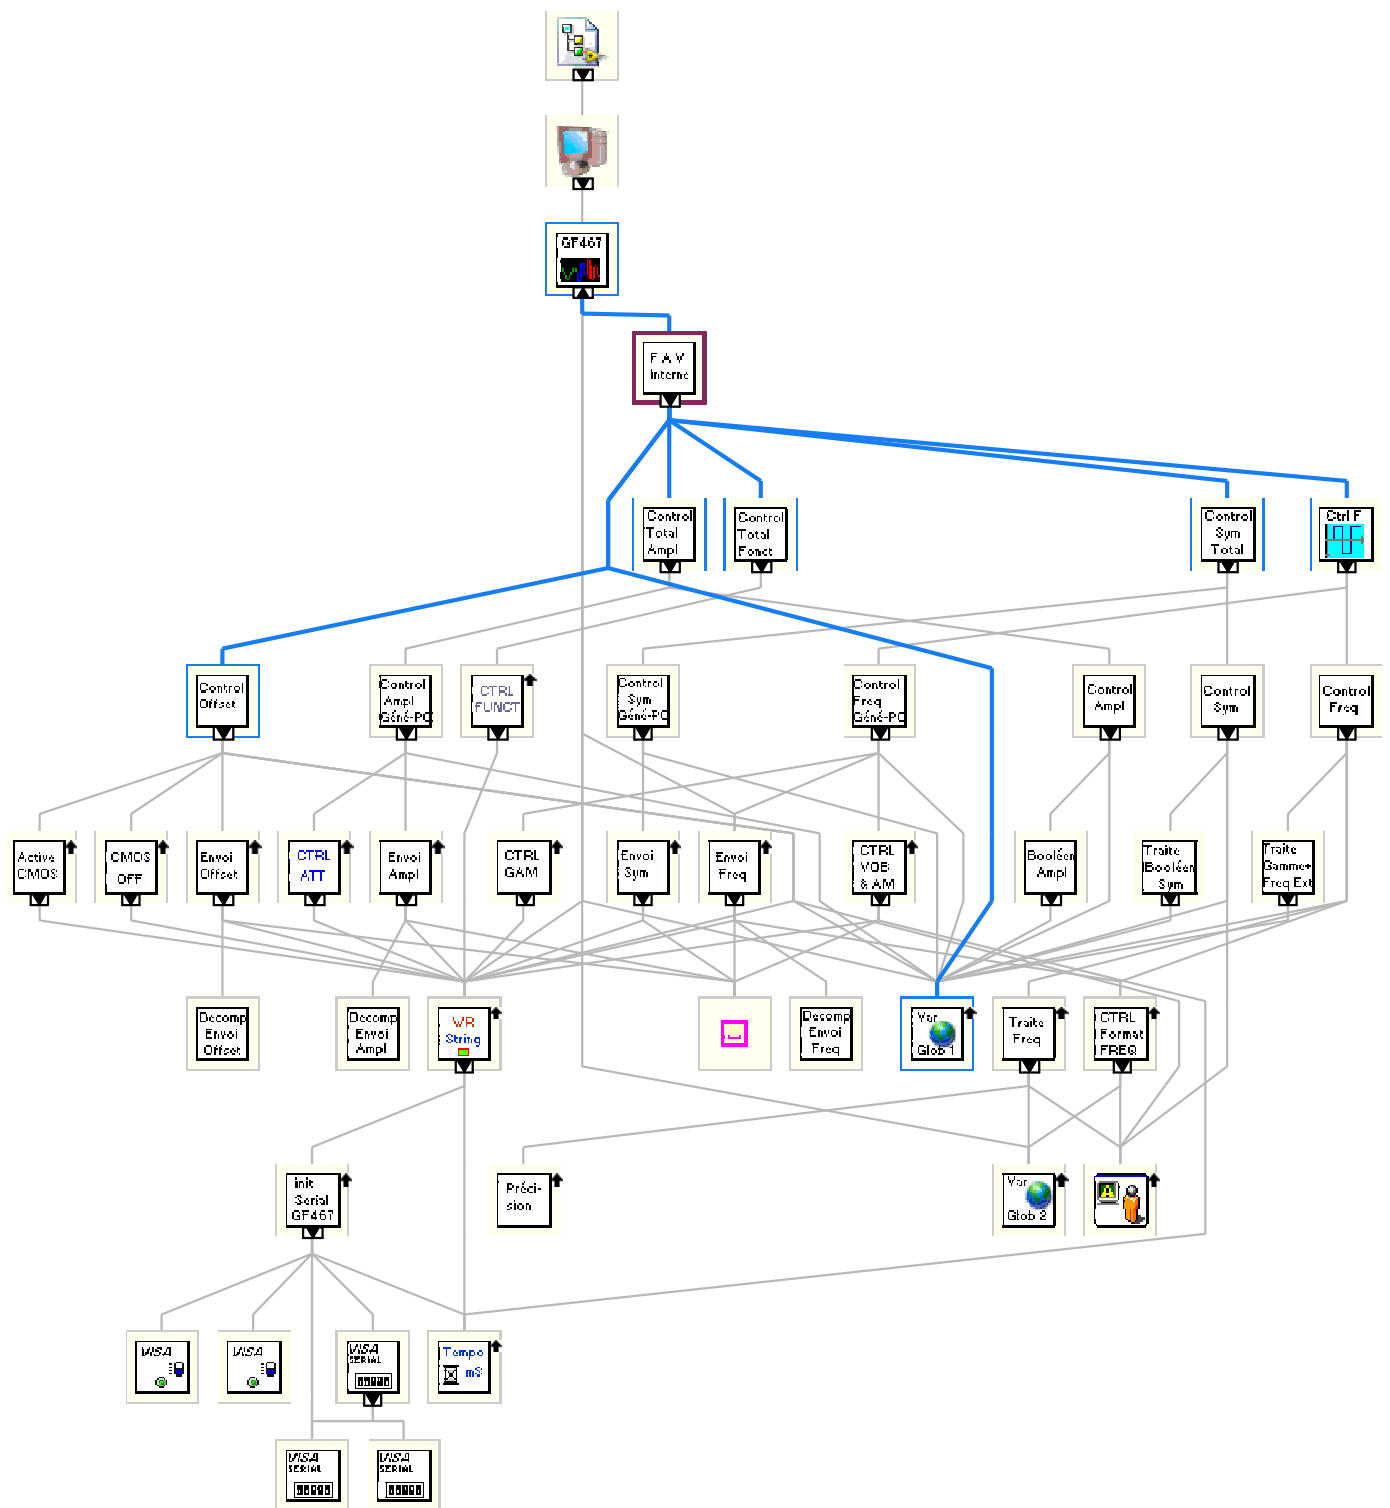 GF467
F A V
Interne
Control
Total
Ampl
Control
Total
Fonct
Control
Sym
Total
Ctrl F
Control
Offset
Control
Ampl
Géné-PC
CTRL
FUNCT
Control
Sym
Géné-PC
Control
Freq
Géné-PC
Control
Ampl
Control
Sym
Control
Freq
Active
CMOS
CMOS
OFF
Envoi
Offset
CTRL
ATT
Envoi
Ampl
CTRL
GAM
Envoi
Sym
Envoi
Freq
CTRL
VOB
& AM
Booléen
Ampl
Traite
Booléen
Sym
Traite
Gamme+
Freq Ext
Decomp
Envoi
Offset
Decomp
Envoi
Ampl
WR
String
Decomp
Envoi
Freq
Var
Glob 1
Traite
Freq
CTRL
Format
FREQ
init
Serial
GF467
Préci-
sion
Var
Glob 2
A
VISA
VISA
VISA
SERIAL
Tempo
mS
VISA
SERIAL
VISA
SERIAL